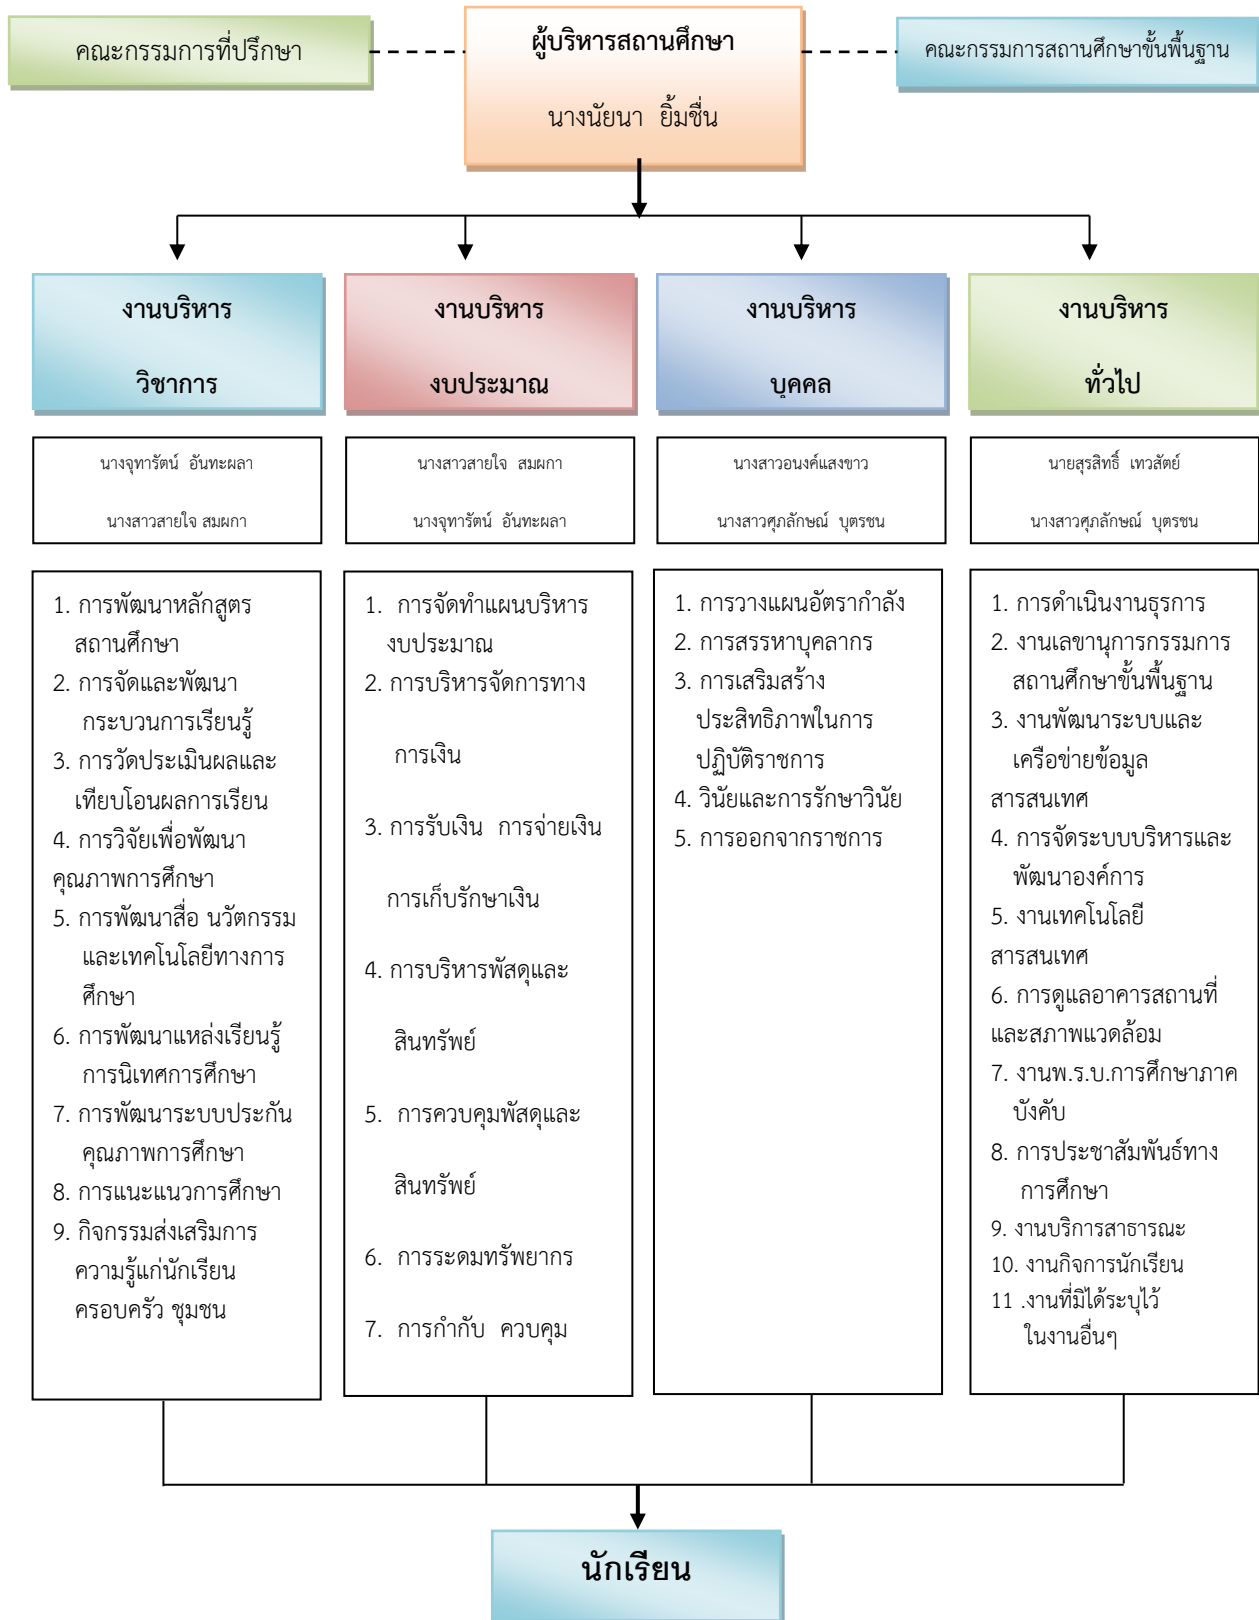 คณะกรรมการที่ปรึกษา
ผู้บริหารสถานศึกษา
นางนัยนา ยิ้มชื่น
คณะกรรมการสถานศึกษาขั้นพื้นฐาน
งานบริหาร
วิชาการ
งานบริหาร
งบประมาณ
งานบริหาร
บุคคล
งานบริหาร
ทั่วไป
นางจุฑารัตน์ อันทะผลา
นางสาวสายใจ สมผกา
นางสาวสายใจ สมผกา
นางจุฑารัตน์ อันทะผลา
นางสาวอนงค์แสงขาว
นางสาวศุภลักษณ์ บุตรชน
นายสุรสิทธิ์ เทวสัตย์
นางสาวศุภลักษณ์ บุตรชน
1. การพัฒนาหลักสูตร
สถานศึกษา
2. การจัดและพัฒนา
กระบวนการเรียนรู้
3. การวัดประเมินผลและ
เทียบโอนผลการเรียน
4. การวิจัยเพื่อพัฒนา
คุณภาพการศึกษา
5. การพัฒนาสื่อ นวัตกรรม
และเทคโนโลยีทางการ
ศึกษา
6. การพัฒนาแหล่งเรียนรู้
การนิเทศการศึกษา
7. การพัฒนาระบบประกัน
คุณภาพการศึกษา
8. การแนะแนวการศึกษา
9. กิจกรรมส่งเสริมการ
ความรู้แก่นักเรียน
ครอบครัว ชุมชน
1. การจัดทำแผนบริหาร
งบประมาณ
2. การบริหารจัดการทาง
การเงิน
3. การรับเงิน การจ่ายเงิน
การเก็บรักษาเงิน
4. การบริหารพัสดุและ
สินทรัพย์
5. การควบคุมพัสดุและ
สินทรัพย์
6. การระดมทรัพยากร
7. การกำกับ ควบคุม
1. การวางแผนอัตรากำลัง
2. การสรรหาบุคลากร
3. การเสริมสร้าง
ประสิทธิภาพในการ
ปฏิบัติราชการ
4. วินัยและการรักษาวินัย
5. การออกจากราชการ
1. การดำเนินงานธุรการ
2. งานเลขานุการกรรมการ
สถานศึกษาขั้นพื้นฐาน
3. งานพัฒนาระบบและ
เครือข่ายข้อมูล
สารสนเทศ
4. การจัดระบบบริหารและ
พัฒนาองค์การ
5. งานเทคโนโลยี
สารสนเทศ
6. การดูแลอาคารสถานที่
และสภาพแวดล้อม
7. งานพ.ร.บ.การศึกษาภาค
บังคับ
8. การประชาสัมพันธ์ทาง
การศึกษา
9. งานบริการสาธารณะ
10. งานกิจการนักเรียน
11 .งานที่มิได้ระบุไว้
ในงานอื่นๆ
นักเรียน